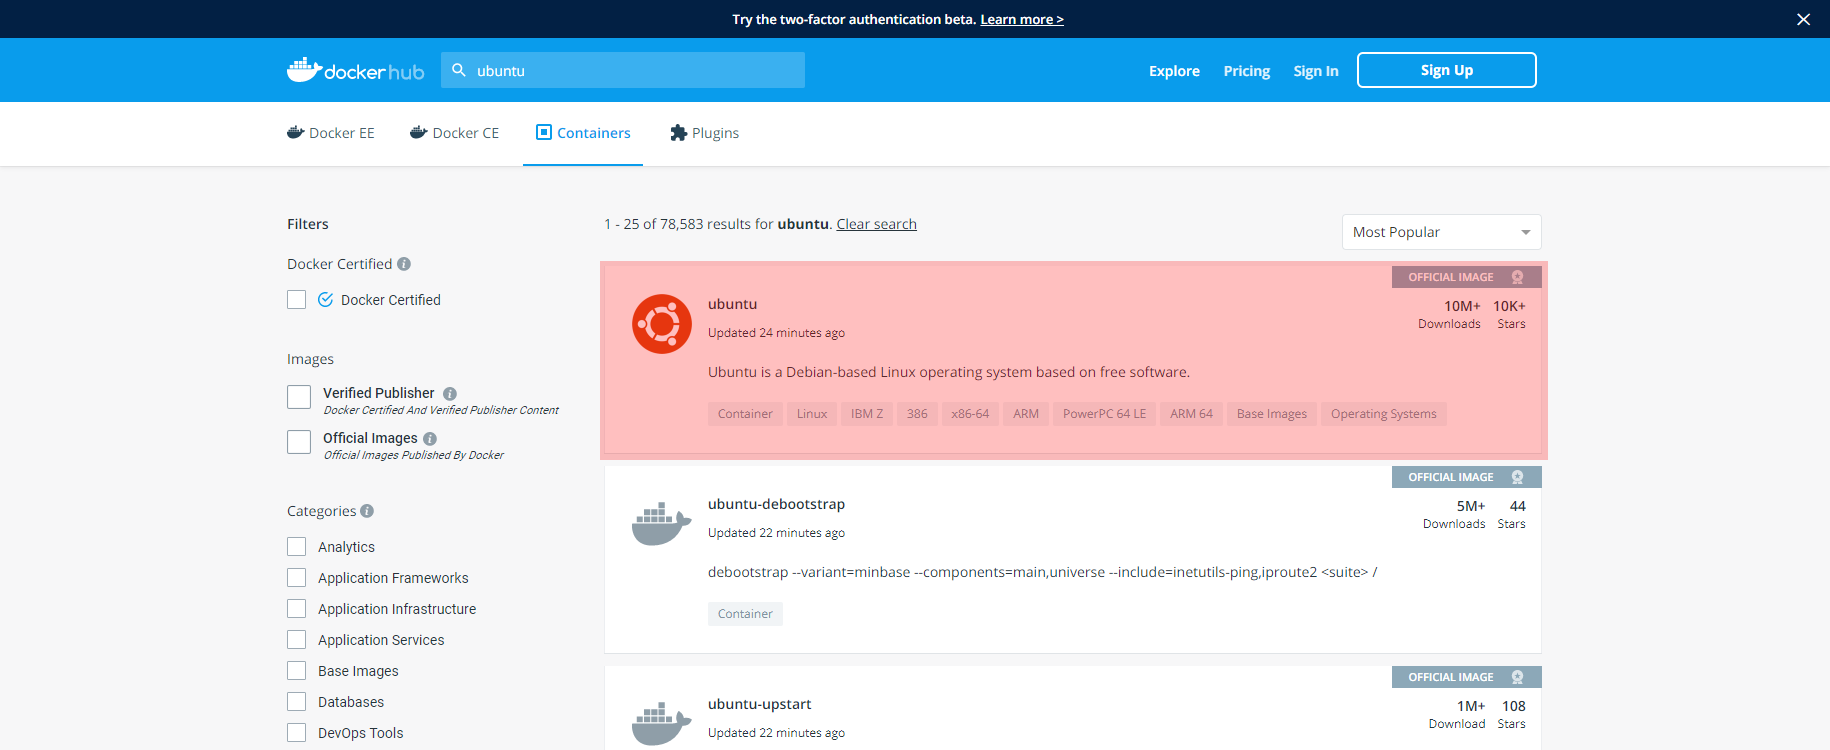 Try the two-factor authentication beta. Learn more >
docker hub
ubuntu
Explore Pricing Sign In Sign Up
Docker EE Docker CE Containers Plugins
Filters
Docker Certified
Docker Certified
Images
Verified Publisher
Docker Certified And Verified Publisher Content
Official Images
Official Images Published By Docker
Categories
Analytics
Application Frameworks
Application Infrastructure
Application Services
Base Images
Databases
DevOps Tools
1 - 25 of 78,583 results for ubuntu. Clear search
Most Popular
OFFICIAL IMAGE
ubuntu
10M+ 10K+
Downloads Stars
Updated 24 minutes ago
Ubuntu is a Debian-based Linux operating system based on free software.
Container Linux IBM Z 386 x86-64 ARM PowerPC 64 LE ARM 64 Base Images Operating Systems
OFFICIAL IMAGE
ubuntu-debootstrap
5M+ 44
Downloads Stars
Updated 22 minutes ago
debootstrap --variant=minbase --components=main,universe --include=inetutils-ping,iproute2 <suite> /
Container
OFFICIAL IMAGE
ubuntu-upstart
1M+ 108
Download Stars
Updated 22 minutes ago